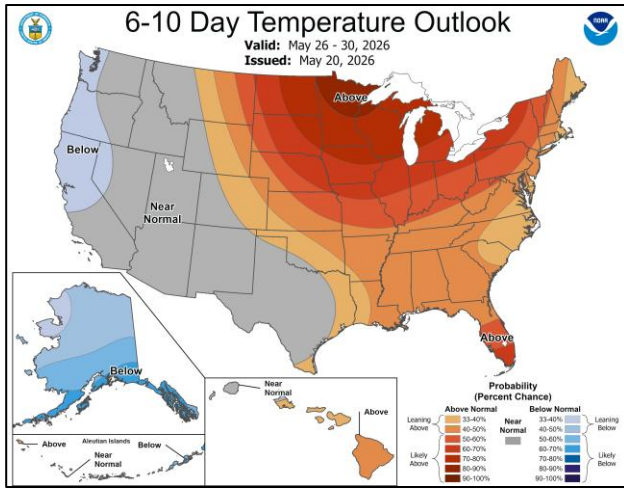 6-10 Day Temperature Outlook
Valid: May 26 - 30, 2026
Issued: May 20, 2026
NOAA
Above
Below
Near
Normal
Above
Below
Above
Aleutian Islands
Near
Normal
Below
Near
Normal
Above
Probability
(Percent Chance)
Above Normal
Near
Normal
Below Normal
Leaning
Above
Likely
Above
33-40%
40-50%
50-60%
60-70%
70-80%
80-90%
90-100%
33-40%
40-50%
50-60%
60-70%
70-80%
80-90%
90-100%
Leaning
Below
Likely
Below